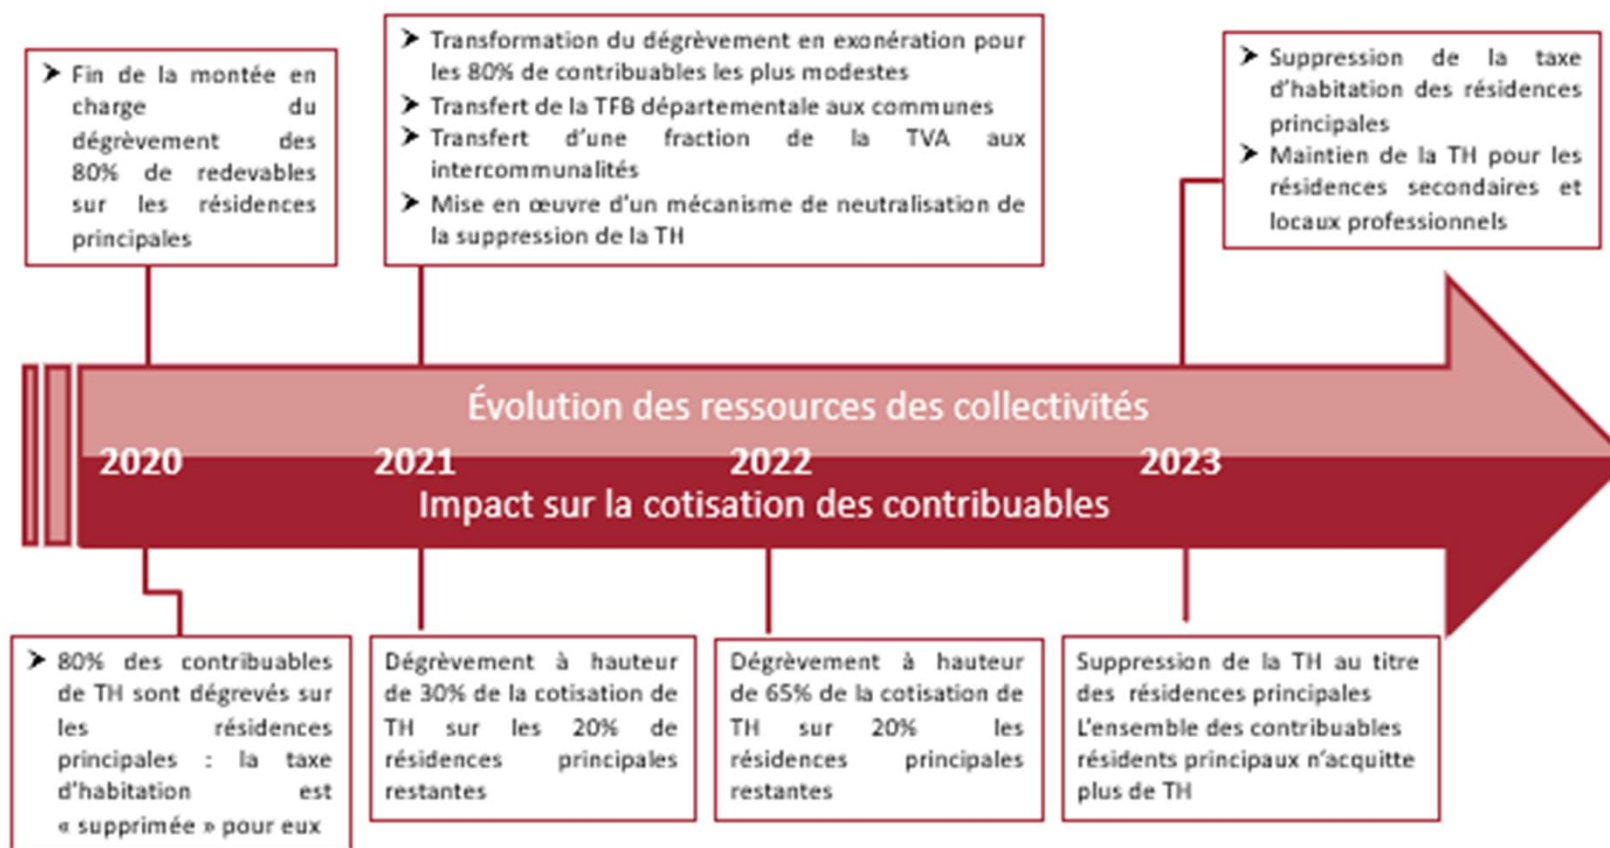 ➤ Fin de la montée en
charge du
dégrèvement des
80% de redevables
sur les résidences
principales
➤ Transformation du dégrèvement en exonération pour
les 80% de contribuables les plus modestes
➤ Transfert de la TFB départementale aux communes
➤ Transfert d'une fraction de la TVA aux
intercommunalités
➤ Mise en œuvre d'un mécanisme de neutralisation de
la suppression de la TH
➤ Suppression de la taxe
d'habitation des résidences
principales
➤ Maintien de la TH pour les
résidences secondaires et
locaux professionnels
Évolution des ressources des collectivités
2020 2021 2022 2023
Impact sur la cotisation des contribuables
➤ 80% des contribuables
de TH sont dégrevés sur
les résidences
principales : la taxe
d'habitation est
« supprimée » pour eux
Dégrèvement à hauteur
de 30% de la cotisation de
TH sur les 20% de
résidences principales
restantes
Dégrèvement à hauteur
de 65% de la cotisation de
TH sur 20% les
résidences principales
restantes
Suppression de la TH au titre
des résidences principales
L'ensemble des contribuables
résidents principaux n'acquitte
plus de TH